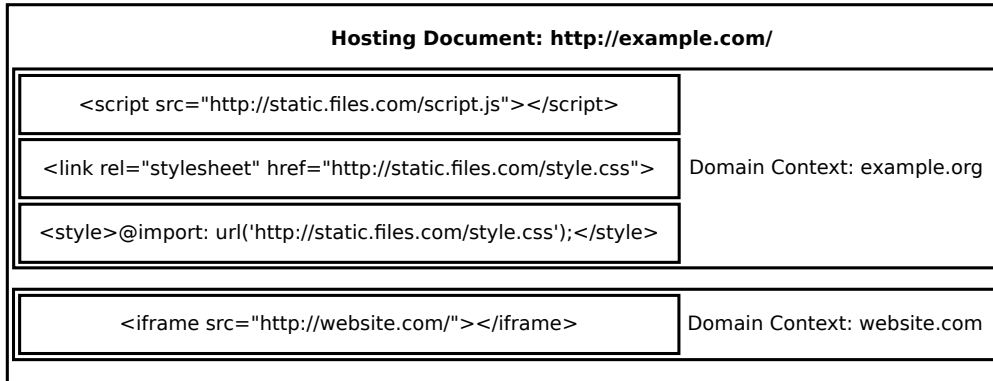 Hosting Document: http://example.com/
<script src="http://static.files.com/script.js"></script>
<link rel="stylesheet" href="http://static.files.com/style.css">
Domain Context: example.org
<style>@import: url('http://static.files.com/style.css');</style>
<iframe src="http://website.com/"></iframe>
Domain Context: website.com